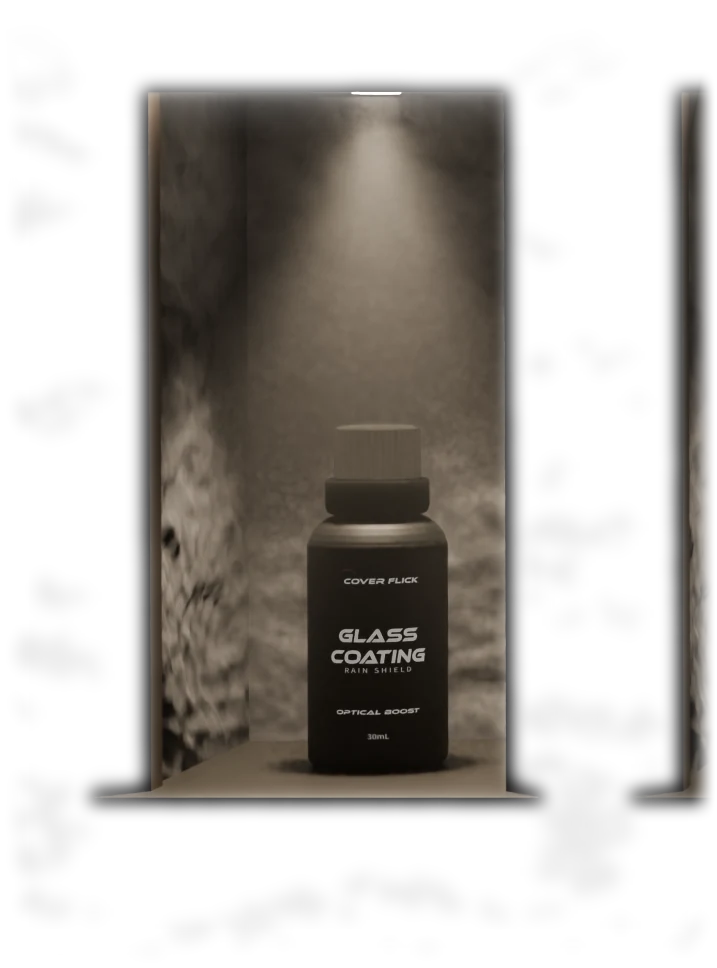 COVER FLICK
GLASS
COATING
RAIN SHIELD
OPTICAL BOOST
30mL